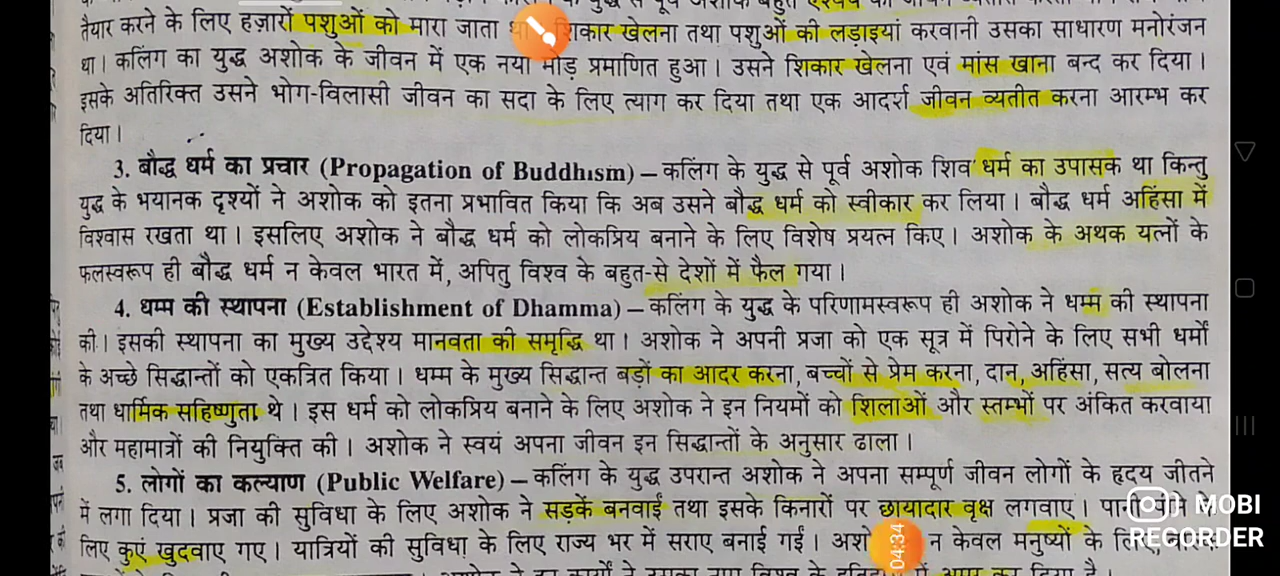 से पूर्व अशोक बहुत
तैयार करने के लिए हज़ारों पशुओं को मारा जाता शिकार खेलना तथा पशुओं की लड़ाइयां करवानी उसका साधारण मनोरंजन
था। कलिंग का युद्ध अशोक के जीवन में एक नया मोड़ प्रमाणित हुआ। उसने शिकार खेलना एवं मांस खाना बन्द कर दिया।
इसके अतिरिक्त उसने भोग-विलासी जीवन का सदा के लिए त्याग कर दिया तथा एक आदर्श जीवन व्यतीत करना आरम्भ कर
दिया।
3. बौद्ध धर्म का प्रचार (Propagation of Buddhism) – कलिंग के युद्ध से पूर्व अशोक शिव धर्म का उपासक था किन्तु
युद्ध के भयानक दृश्यों ने अशोक को इतना प्रभावित किया कि अब उसने बौद्ध धर्म को स्वीकार कर लिया। बौद्ध धर्म अहिंसा में
विश्वास रखता था। इसलिए अशोक ने बौद्ध धर्म को लोकप्रिय बनाने के लिए विशेष प्रयत्न किए। अशोक के अथक यत्नों के
फलस्वरूप ही बौद्ध धर्म न केवल भारत में, अपितु विश्व के बहुत-से देशों में फैल गया।
4. धम्म की स्थापना (Establishment of Dhamma) – कलिंग के युद्ध के परिणामस्वरूप ही अशोक ने धम्म की स्थापना
की। इसकी स्थापना का मुख्य उद्देश्य मानवता की समृद्धि था। अशोक ने अपनी प्रजा को एक सूत्र में पिरोने के लिए सभी धर्मों
के अच्छे सिद्धान्तों को एकत्रित किया। धम्म के मुख्य सिद्धान्त बड़ों का आदर करना, बच्चों से प्रेम करना, दान, अहिंसा, सत्य बोलना
तथा धार्मिक सहिष्णुता थे। इस धर्म को लोकप्रिय बनाने के लिए अशोक ने इन नियमों को शिलाओं और स्तम्भों पर अंकित करवाया
और महामात्रों की नियुक्ति की। अशोक ने स्वयं अपना जीवन इन सिद्धान्तों के अनुसार ढाला।
5. लोगों का कल्याण (Public Welfare) – कलिंग के युद्ध उपरान्त अशोक ने अपना सम्पूर्ण जीवन लोगों के हृदय जीतने
में लगा दिया। प्रजा की सुविधा के लिए अशोक ने सड़कें बनवाईं तथा इसके किनारों पर छायादार वृक्ष लगवाए।
लिए कुएं खुदवाए गए। यात्रियों की सुविधा के लिए राज्य भर में सराए बनाई गईं। न केवल मनुष्यों के लिए,
MOBI
RECORDER
04:34